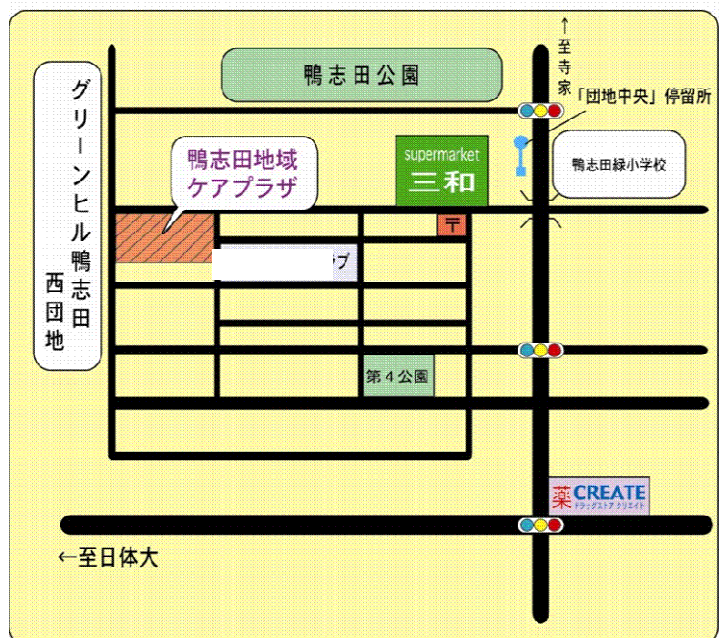 鴨志田公園
↑至寺家
「団地中央」停留所
グリーンヒル鴨志田
西団地
鴨志田地域
ケアプラザ
supermarket
三和
鴨志田緑小学校
〒
ラブ
第4公園
薬 CREATE
ドラッグストア クリエイト
←至日体大